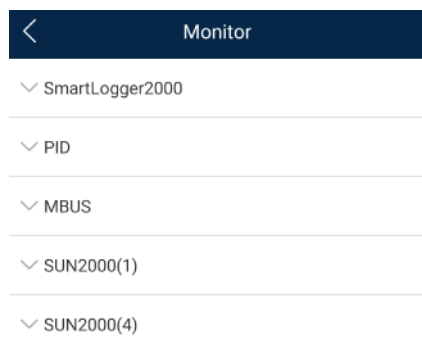 Monitor
SmartLogger2000
PID
MBUS
SUN2000(1)
SUN2000(4)